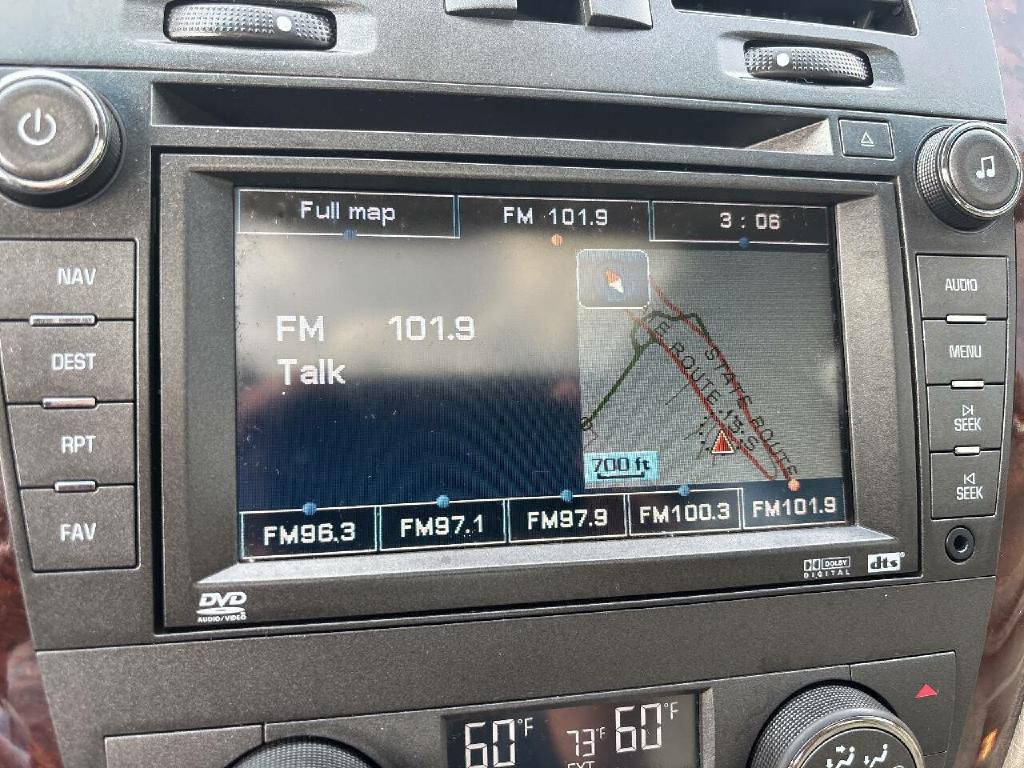 Full map
FM 101.9
3:06
NAV
DEST
RPT
FAV
FM 101.9
Talk
STATE ROUTE
E ROUTE 13:S
700 ft
FM96.3
FM97.1
FM97.9
FM100.3
FM101.9
AUDIO
MENU
SEEK
SEEK
DVD
AUDIO/VIDEO
DOLBY
DIGITAL
dts
60°F
73°F
EXT
60°F